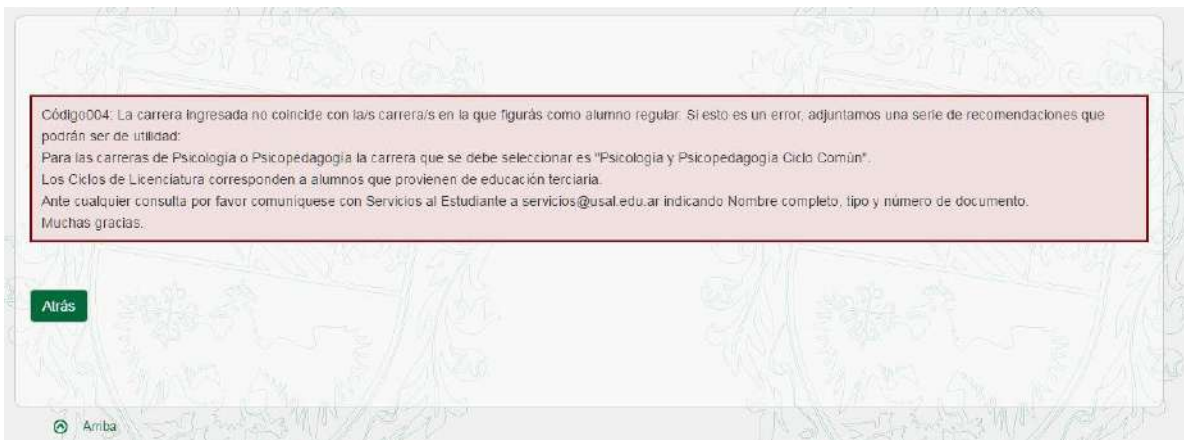 Código004: La carrera ingresada no coincide con la/s carrera/s en la que figurás como alumno regular. Si esto es un error, adjuntamos una serie de recomendaciones que
podrán ser de utilidad:
Para las carreras de Psicología o Psicopedagogía la carrera que se debe seleccionar es "Psicología y Psicopedagogía Ciclo Común".
Los Ciclos de Licenciatura corresponden a alumnos que provienen de educación terciaria.
Ante cualquier consulta por favor comuníquese con Servicios al Estudiante a servicios@usal.edu.ar indicando Nombre completo, tipo y número de documento.
Muchas gracias.
Atrás
Arriba